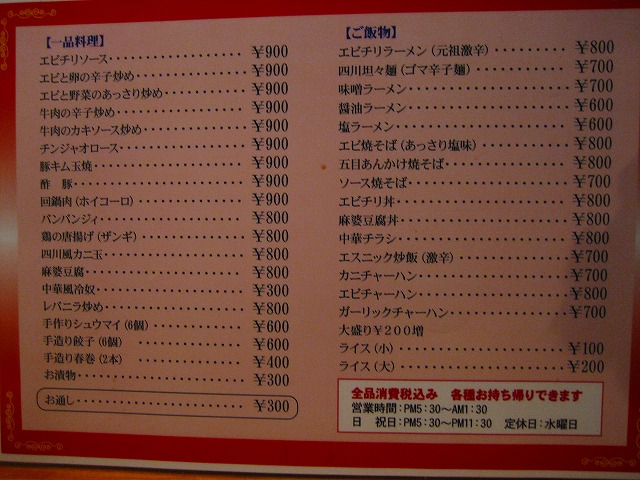 【一品料理】
エビチリソース・・・・・・・・・・・・・・・・・・ ￥900
エビと卵の辛子炒め・・・・・・・・・・・・・・ ￥900
エビと野菜のあっさり炒め・・・・・・・・・・ ￥900
牛肉の辛子炒め・・・・・・・・・・・・・・・・・・ ￥900
牛肉のカキソース炒め・・・・・・・・・・・・ ￥900
チンジャオロース・・・・・・・・・・・・・・・・ ￥900
豚キム玉焼・・・・・・・・・・・・・・・・・・・・・・ ￥900
酢　豚・・・・・・・・・・・・・・・・・・・・・・・・ ￥900
回鍋肉（ホイコーロ）・・・・・・・・・・・・ ￥900
バンバンジィ・・・・・・・・・・・・・・・・・・・・ ￥800
鶏の唐揚げ（ザンギ）・・・・・・・・・・・・ ￥800
四川風カニ玉・・・・・・・・・・・・・・・・・・・・ ￥800
麻婆豆腐・・・・・・・・・・・・・・・・・・・・・・・・ ￥800
中華風冷奴・・・・・・・・・・・・・・・・・・・・・・ ￥300
レバニラ炒め・・・・・・・・・・・・・・・・・・・・ ￥800
手作りシュウマイ（6個）・・・・・・・・・・ ￥600
手造り餃子（6個）・・・・・・・・・・・・・・ ￥600
手造り春巻（2本）・・・・・・・・・・・・・・ ￥400
お漬物・・・・・・・・・・・・・・・・・・・・・・・・・・ ￥300
お通し・・・・・・・・・・・・・・・・・・・・・・・・・・ ￥300
【ご飯物】
エビチリラーメン（元祖激辛）・・・・・・・・・・ ￥800
四川坦々麺（ゴマ辛子麺）・・・・・・・・・・・・ ￥700
味噌ラーメン・・・・・・・・・・・・・・・・・・・・ ￥700
醤油ラーメン・・・・・・・・・・・・・・・・・・・・ ￥600
塩ラーメン・・・・・・・・・・・・・・・・・・・・・・ ￥600
エビ焼そば（あっさり塩味）・・・・・・・・・・ ￥800
五目あんかけ焼そば・・・・・・・・・・・・・・ ￥800
ソース焼そば・・・・・・・・・・・・・・・・・・・・ ￥700
エビチリ丼・・・・・・・・・・・・・・・・・・・・・・ ￥800
麻婆豆腐丼・・・・・・・・・・・・・・・・・・・・・・ ￥800
中華チラシ・・・・・・・・・・・・・・・・・・・・・・ ￥800
エスニック炒飯（激辛）・・・・・・・・・・・・ ￥700
カニチャーハン・・・・・・・・・・・・・・・・・・ ￥700
エビチャーハン・・・・・・・・・・・・・・・・・・ ￥800
ガーリックチャーハン・・・・・・・・・・・・・・ ￥700
大盛り￥２００増
ライス（小）・・・・・・・・・・・・・・・・・・・・ ￥100
ライス（大）・・・・・・・・・・・・・・・・・・・・ ￥200
全品消費税込み　各種お持ち帰りできます
営業時間：PM5：30〜AM1：30
日　祝日：PM5：30〜PM11：30　定休日：水曜日